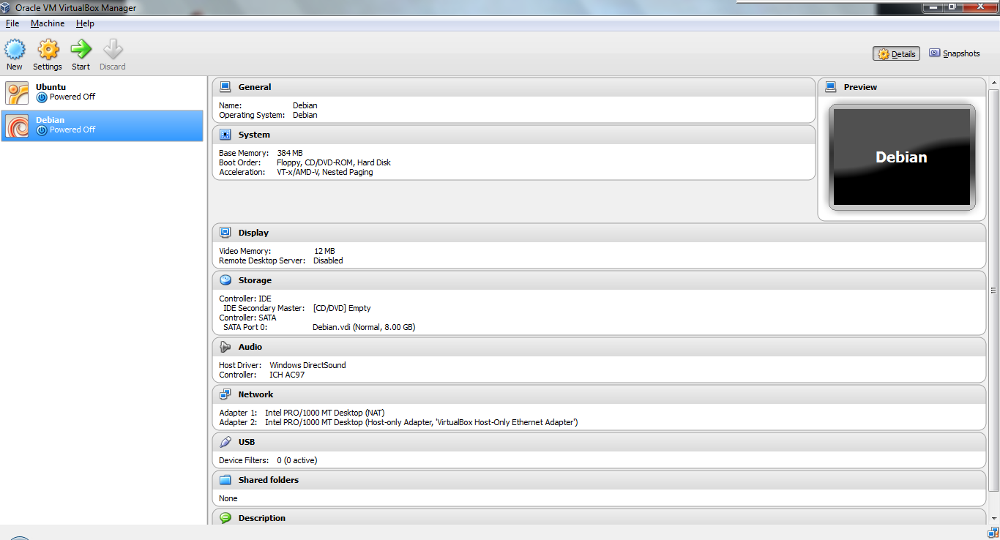 Oracle VM VirtualBox Manager
File Machine Help
New Settings Start Discard
Details Snapshots
Ubuntu
Powered Off
Debian
Powered Off
General
Name: Debian
Operating System: Debian
System
Base Memory: 384 MB
Boot Order: Floppy, CD/DVD-ROM, Hard Disk
Acceleration: VT-x/AMD-V, Nested Paging
Preview
Debian
Display
Video Memory: 12 MB
Remote Desktop Server: Disabled
Storage
Controller: IDE
IDE Secondary Master: [CD/DVD] Empty
Controller: SATA
SATA Port 0: Debian.vdi (Normal, 8.00 GB)
Audio
Host Driver: Windows DirectSound
Controller: ICH AC97
Network
Adapter 1: Intel PRO/1000 MT Desktop (NAT)
Adapter 2: Intel PRO/1000 MT Desktop (Host-only Adapter, 'VirtualBox Host-Only Ethernet Adapter')
USB
Device Filters: 0 (0 active)
Shared folders
None
Description